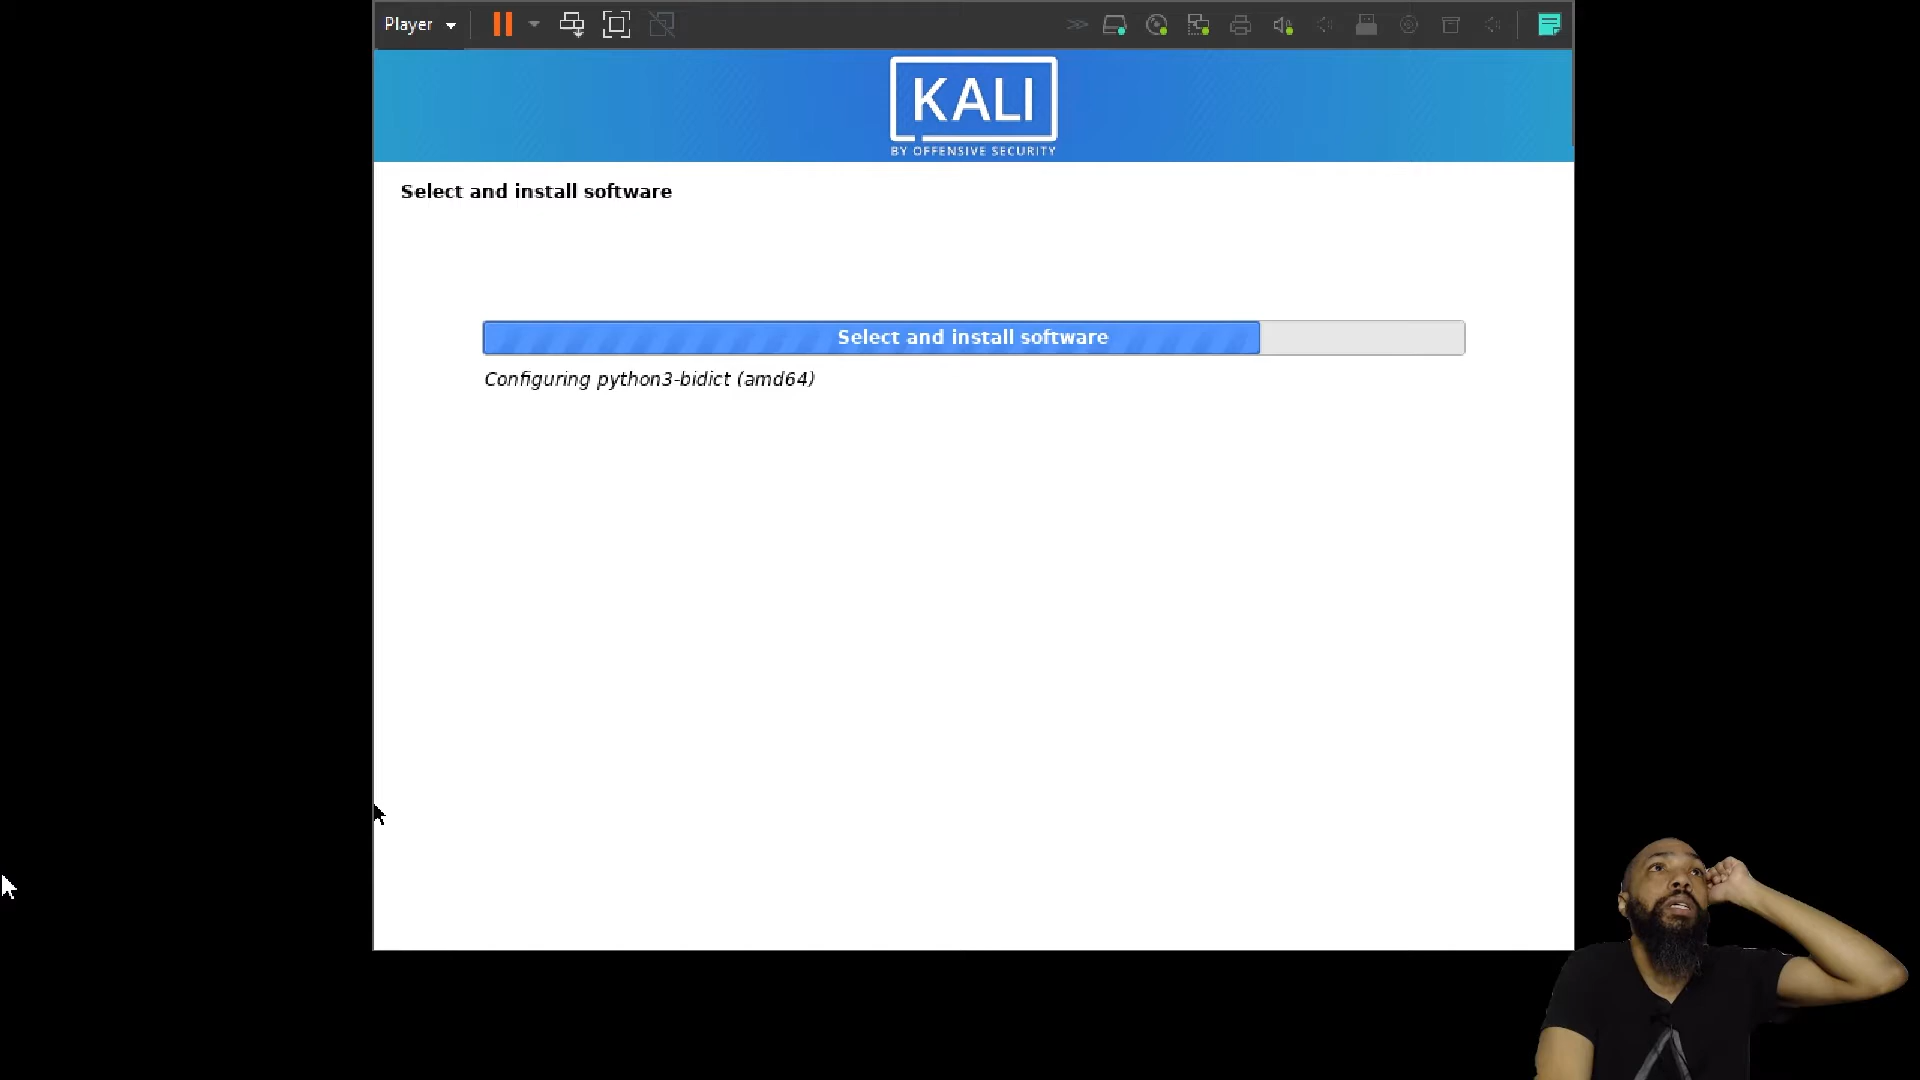 Player
KALI
BY OFFENSIVE SECURITY
Select and install software
Select and install software
Configuring python3-bidict (amd64)